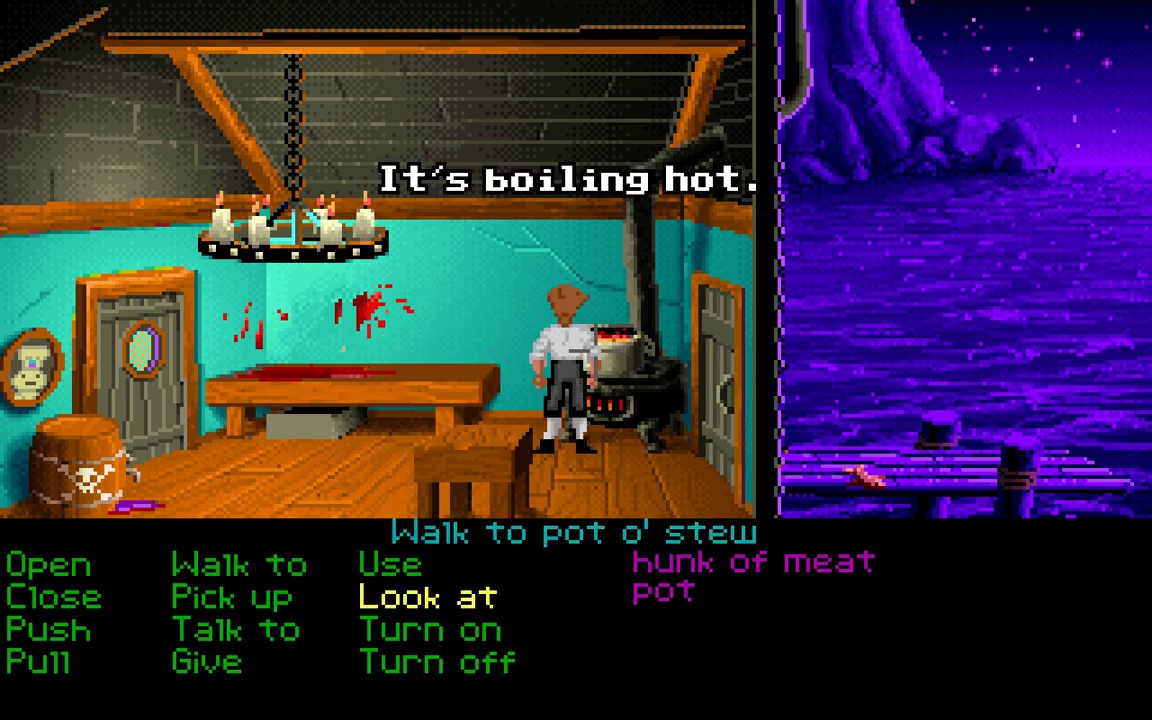 It's boiling hot.
Walk to pot o' stew
Open Walk to Use hunk of meat
Close Pick up Look at pot
Push Talk to Turn on
Pull Give Turn off